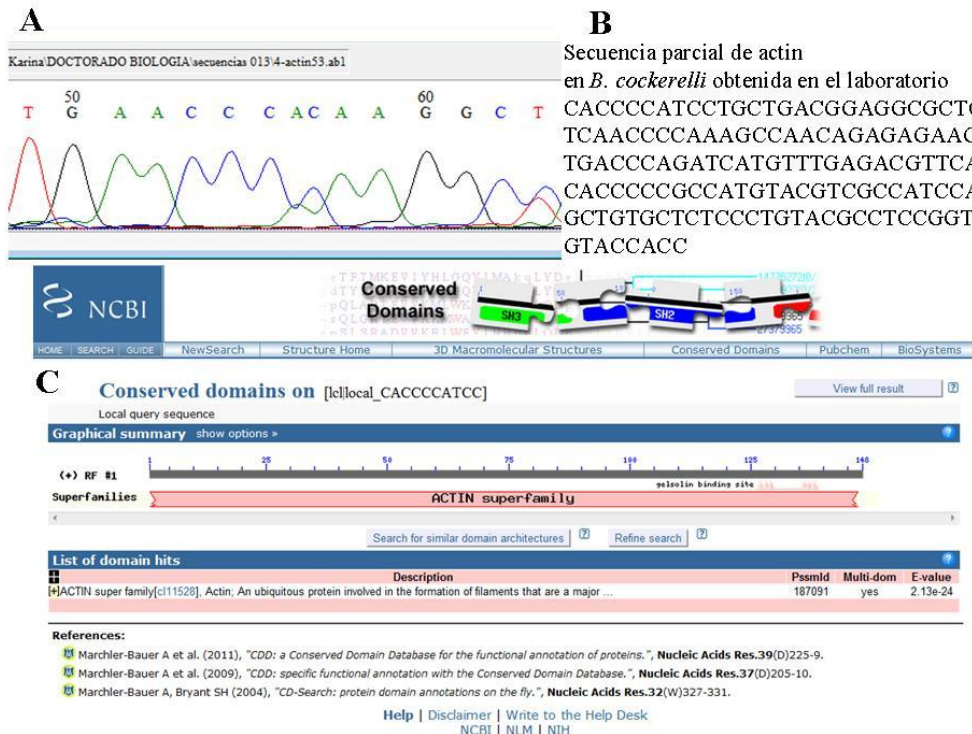 A
Karina\DOCTORADO BIOLOGIA\secuencias 013\4-actin53.ab1
50 60
T G A A C C C A C A A G G C T
B
Secuencia parcial de actin
en B. cockerelli obtenida en el laboratorio
CACCCCATCCTGCTGACGGAGGCGCTC
TCAACCCCAAAGCCAACAGAGAGAAC
TGACCCAGATCATGTTTGAGACGTTCA
CACCCCCGCCATGTACGTCGCCATCCA
GCTGTGCTCTCCCTGTACGCCTCCGGT
GTACCACC
NCBI
Conserved
Domains
SH3
SH2
HOME SEARCH GUIDE NewSearch Structure Home 3D Macromolecular Structures Conserved Domains Pubchem BioSystems
C
Conserved domains on [lcl|local_CACCCCATCC]
View full result
Local query sequence
Graphical summary show options »
1 25 50 75 100 125 148
(+) RF #1
gelsolin binding site
Superfamilies
ACTIN superfamily
Search for similar domain architectures
Refine search
List of domain hits
Description PssmId Multi-dom E-value
[+]ACTIN super family[cl11528], Actin; An ubiquitous protein involved in the formation of filaments that are a major ... 187091 yes 2.13e-24
References:
Marchler-Bauer A et al. (2011), "CDD: a Conserved Domain Database for the functional annotation of proteins.", Nucleic Acids Res.39(D)225-9.
Marchler-Bauer A et al. (2009), "CDD: specific functional annotation with the Conserved Domain Database.", Nucleic Acids Res.37(D)205-10.
Marchler-Bauer A, Bryant SH (2004), "CD-Search: protein domain annotations on the fly.", Nucleic Acids Res.32(W)327-331.
Help | Disclaimer | Write to the Help Desk
NCBI | NLM | NIH